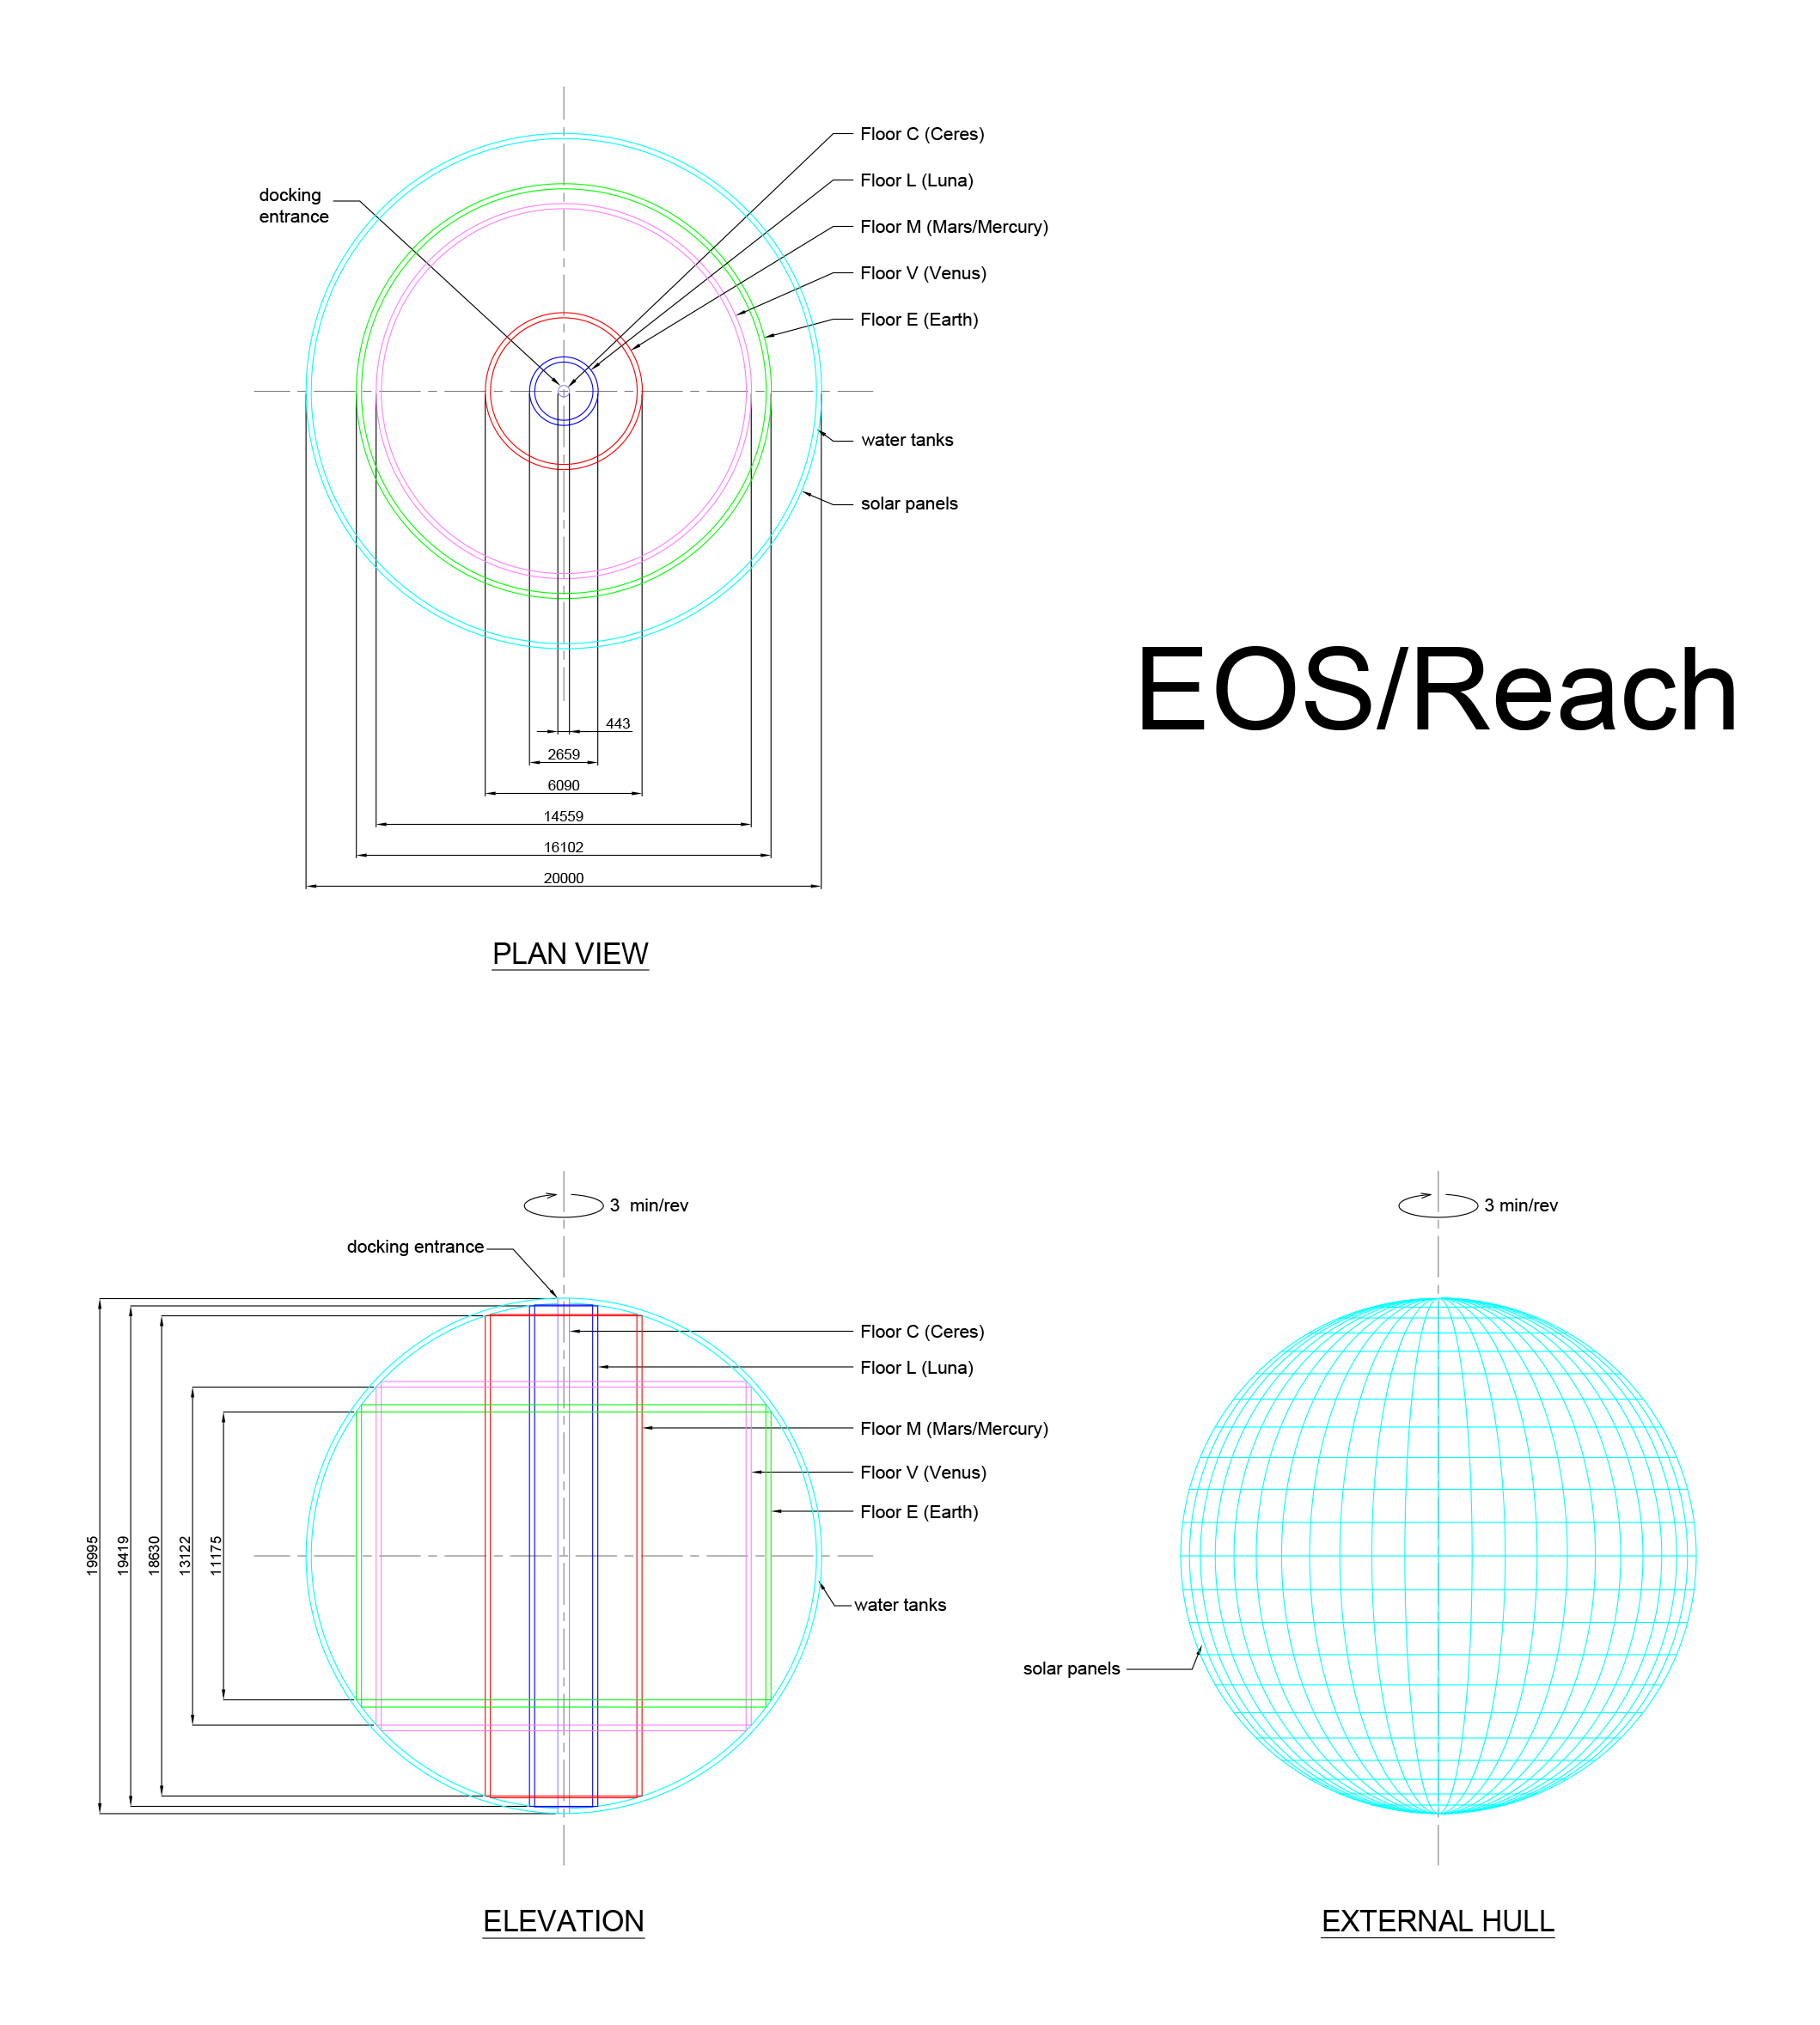 Floor C (Ceres)
Floor L (Luna)
docking
entrance
Floor M (Mars/Mercury)
Floor V (Venus)
Floor E (Earth)
water tanks
solar panels
EOS/Reach
443
2659
6090
14559
16102
20000
PLAN VIEW
3  min/rev
3 min/rev
docking entrance
Floor C (Ceres)
Floor L (Luna)
Floor M (Mars/Mercury)
Floor V (Venus)
Floor E (Earth)
19995
19419
18630
13122
11175
water tanks
solar panels
ELEVATION
EXTERNAL HULL